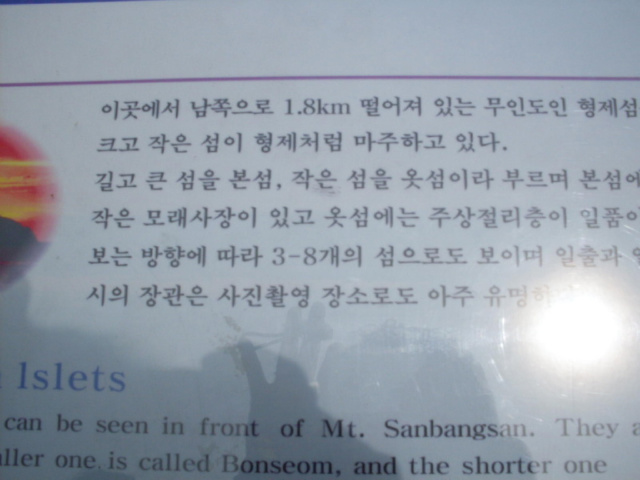 이곳에서 남쪽으로 1.8km 떨어져 있는 무인도인 형제섬
크고 작은 섬이 형제처럼 마주하고 있다.
길고 큰 섬을 본섬, 작은 섬을 옷섬이라 부르며 본섬에
작은 모래사장이 있고 옷섬에는 주상절리층이 일품이
보는 방향에 따라 3-8개의 섬으로도 보이며 일출과
시의 장관은 사진촬영 장소로도 아주 유명하
Islets
can be seen in front of Mt. Sanbangsan. They a
ller one is called Bonseom, and the shorter one